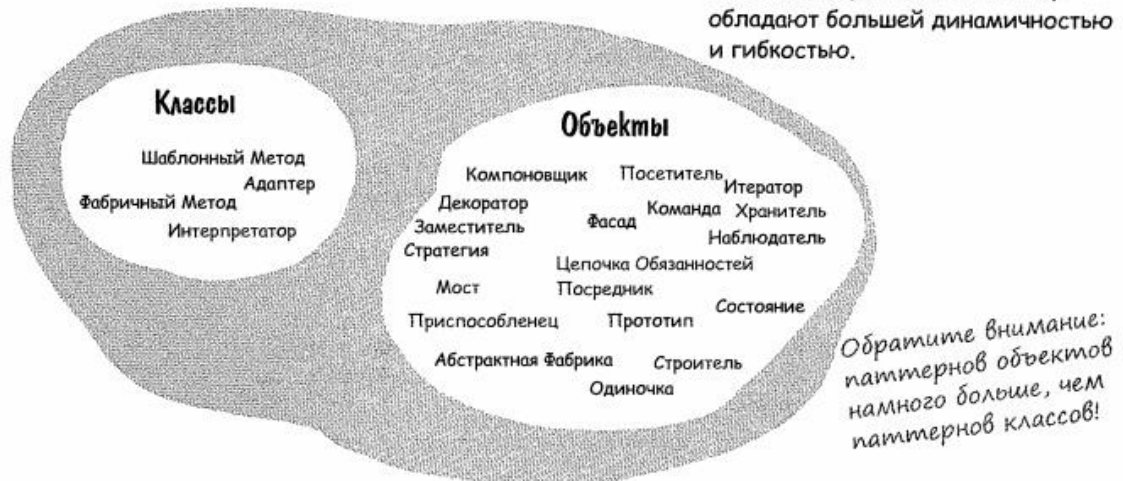 обладают большей динамичностью
и гибкостью.
Классы
Шаблонный Метод
Адаптер
Фабричный Метод
Интерпретатор
Объекты
Компоновщик Посетитель Итератор
Декоратор Команда Хранитель
Заместитель Фасад Наблюдатель
Стратегия
Цепочка Обязанностей
Мост Посредник
Состояние
Приспособленец Прототип
Абстрактная Фабрика Строитель
Одиночка
Обратите внимание:
паттернов объектов
намного больше, чем
паттернов классов!